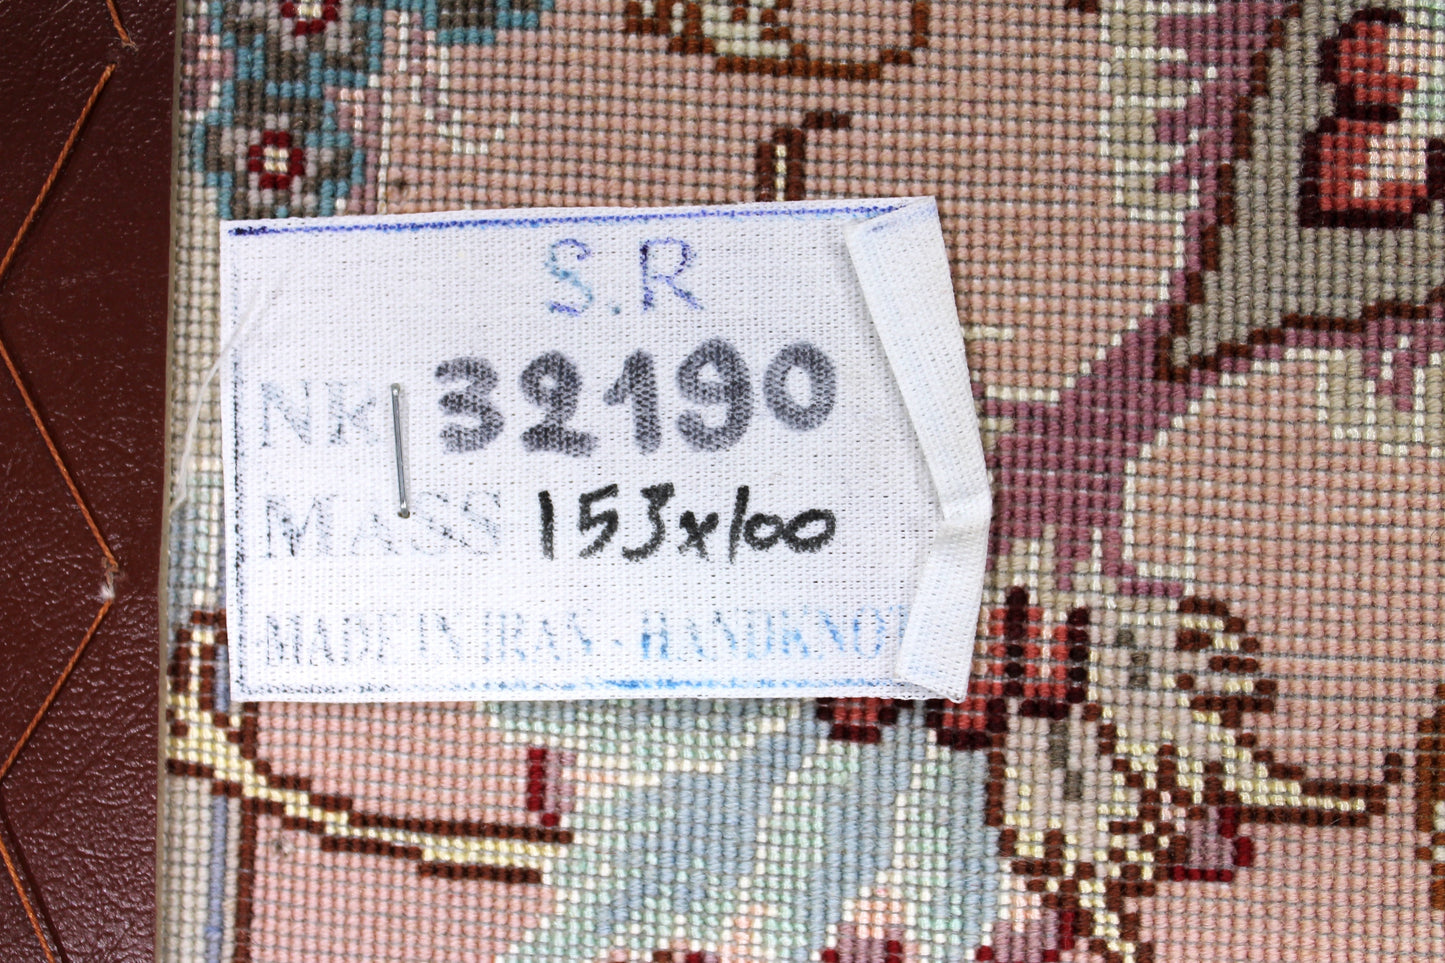 S.R
NR 32190
MASS 153x100
MADE IN IRAN - HANDKNOT